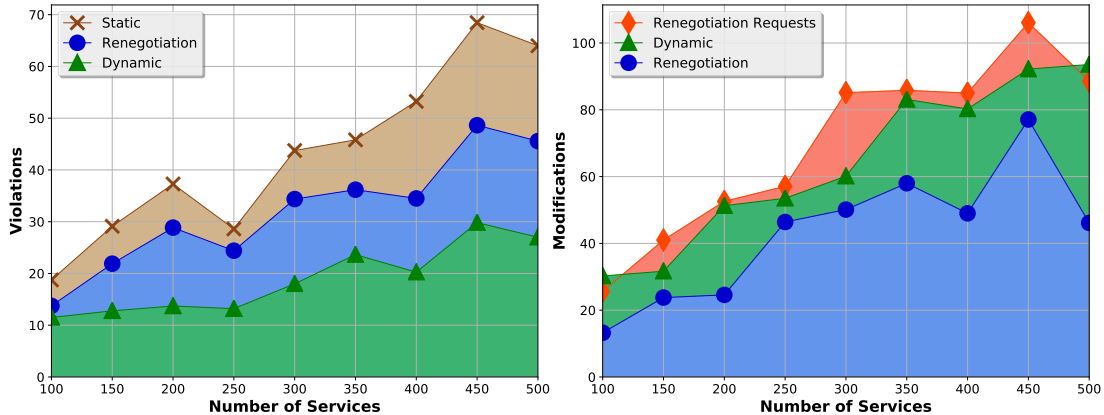 Static
Renegotiation
Dynamic
Violations
70
60
50
40
30
20
10
0
100 150 200 250 300 350 400 450 500
Number of Services
Renegotiation Requests
Dynamic
Renegotiation
Modifications
100
80
60
40
20
0
100 150 200 250 300 350 400 450 500
Number of Services